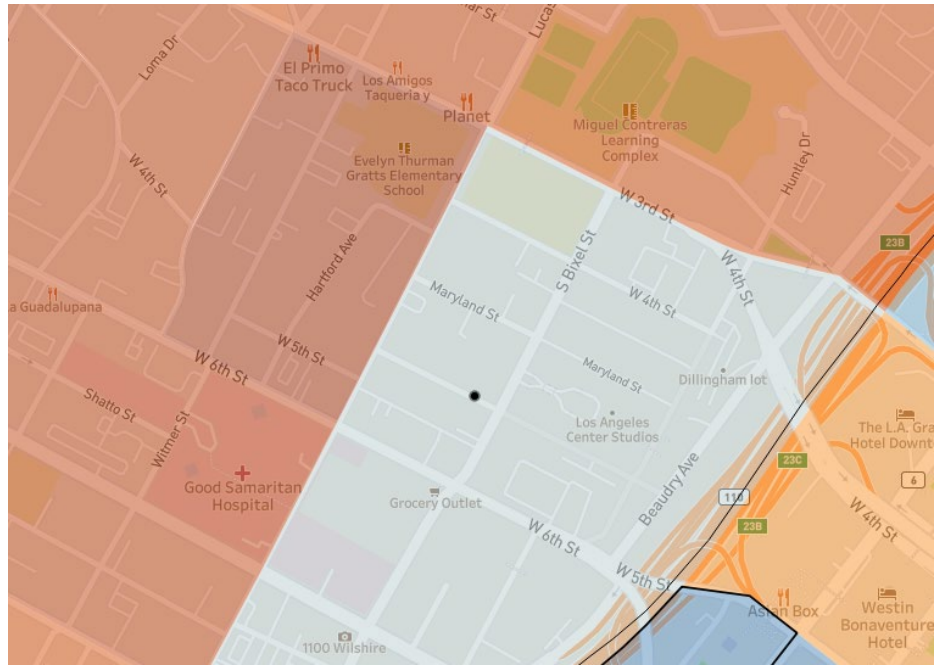 Loma Dr
Lucas
El Primo
Taco Truck
Los Amigos
Taqueria y
Planet
Miguel Contreras
Learning
Complex
Huntley Dr
W 4th St
Evelyn Thurman
Gratts Elementary
School
W 3rd St
23B
Hartford Ave
S Bixel St
W 4th St
a Guadalupana
Maryland St
W 4th St
W 5th St
W 6th St
Maryland St
Dillingham lot
Shatto St
Witmer St
Los Angeles
Center Studios
The L.A. Gra
Hotel Downt
23C
6
Good Samaritan
Hospital
Beaudry Ave
110
Grocery Outlet
23B
W 4th St
W 6th St
W 5th St
Asian Box
Westin
Bonaventure
Hotel
1100 Wilshire